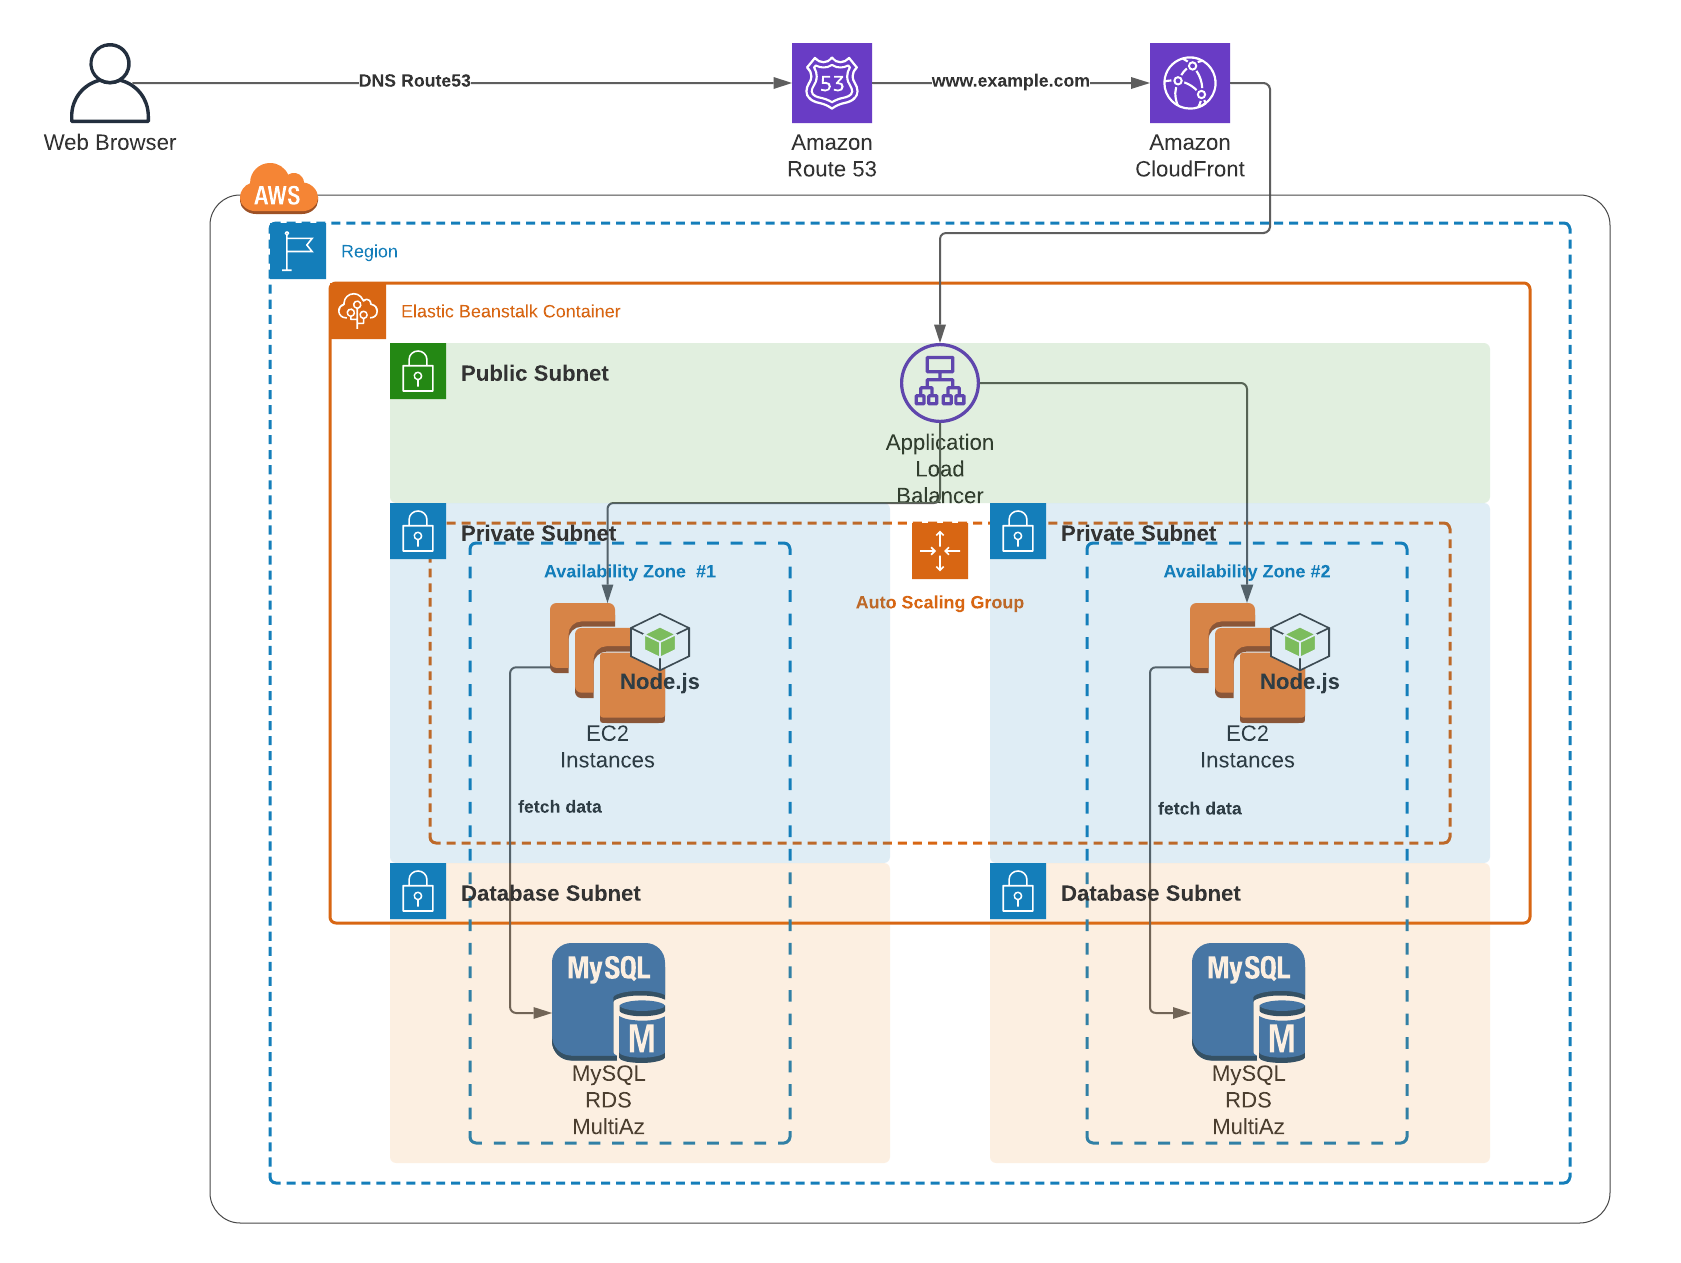 DNS Route53
53
www.example.com
Web Browser
Amazon
Route 53
Amazon
CloudFront
AWS
Region
Elastic Beanstalk Container
Public Subnet
Application
Load
Balancer
Private Subnet
Private Subnet
Availability Zone #1
Availability Zone #2
Auto Scaling Group
Node.js
Node.js
EC2
Instances
EC2
Instances
fetch data
fetch data
Database Subnet
Database Subnet
MySQL
M
MySQL
M
MySQL
RDS
MultiAz
MySQL
RDS
MultiAz